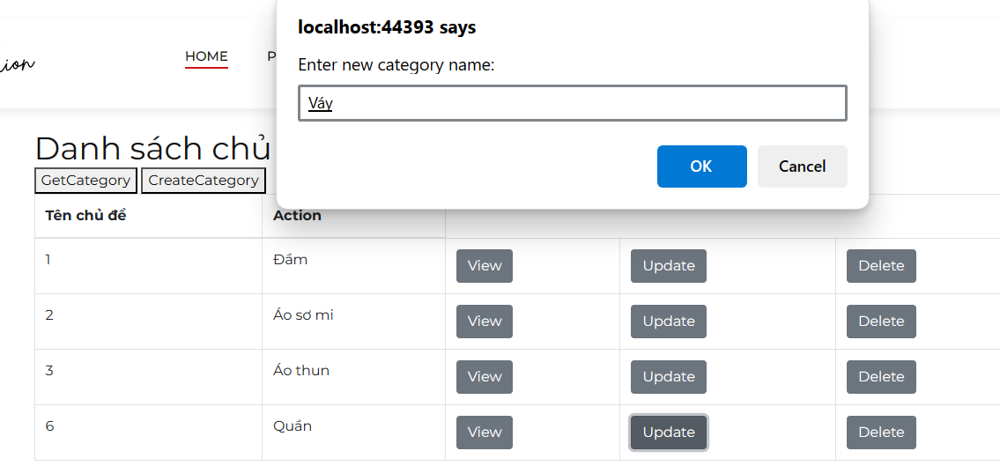 localhost:44393 says
Enter new category name:
Váy
OK Cancel
HOME
Danh sách chủ
GetCategory CreateCategory
Tên chủ đề Action
1 Đầm View Update Delete
2 Áo sơ mi View Update Delete
3 Áo thun View Update Delete
6 Quần View Update Delete